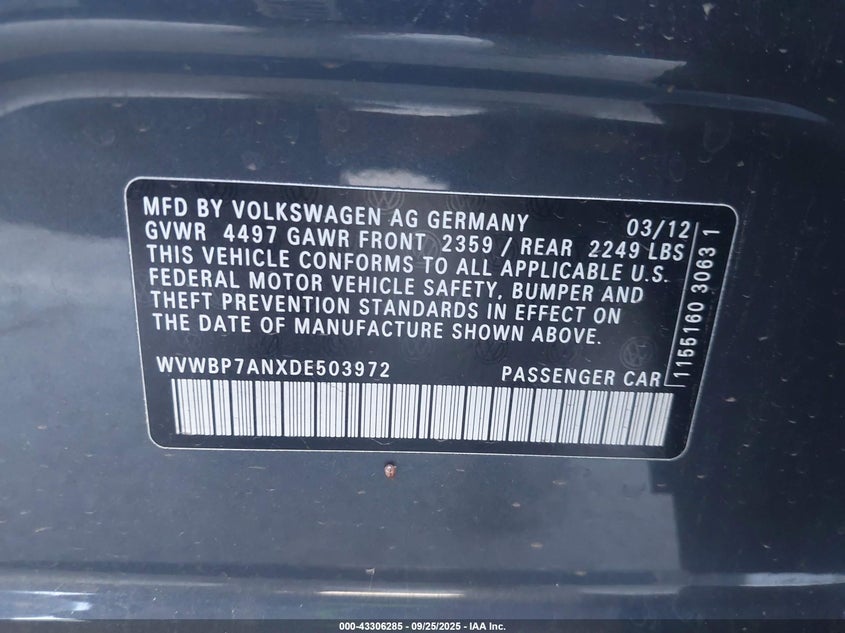 MFD BY VOLKSWAGEN AG GERMANY 03/12
GVWR 4497 GAWR FRONT 2359 / REAR 2249 LBS
THIS VEHICLE CONFORMS TO ALL APPLICABLE U.S.
FEDERAL MOTOR VEHICLE SAFETY, BUMPER AND
THEFT PREVENTION STANDARDS IN EFFECT ON
THE DATE OF MANUFACTURE SHOWN ABOVE.
WVWBP7ANXDE503972 PASSENGER CAR
1155160 3063 1
000-43306285 - 09/25/2025 - IAA Inc.